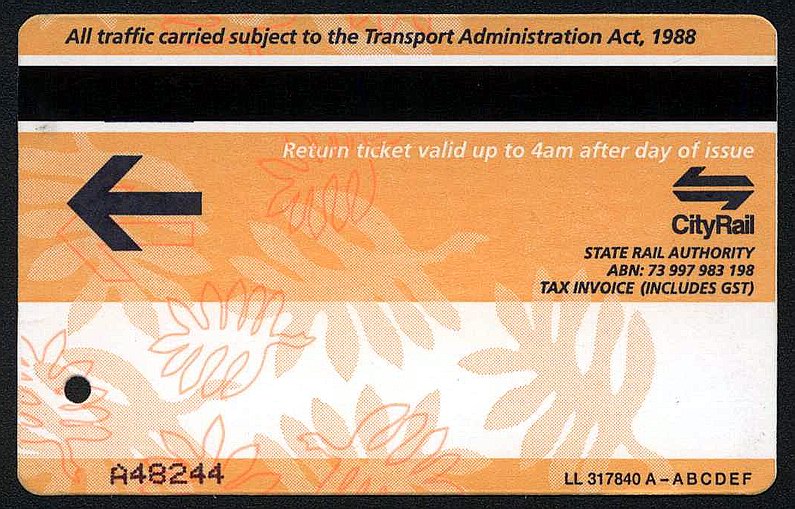 All traffic carried subject to the Transport Administration Act, 1988
Return ticket valid up to 4am after day of issue
CityRail
STATE RAIL AUTHORITY
ABN: 73 997 983 198
TAX INVOICE (INCLUDES GST)
A48244
LL 317840 A – ABCDEF